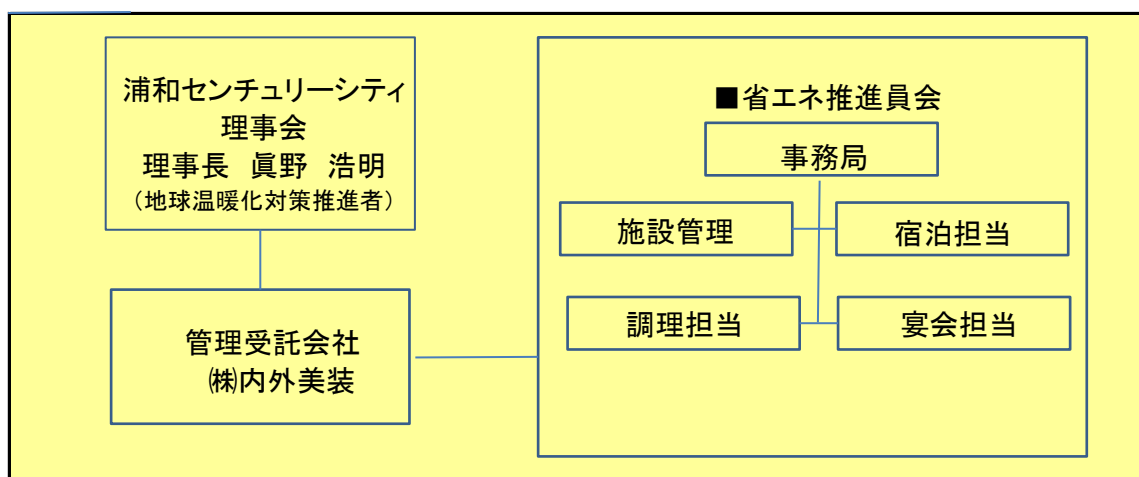 浦和センチュリーシティ
理事会
理事長　眞野　浩明
（地球温暖化対策推進者）
管理受託会社
㈱内外美装
■省エネ推進員会
事務局
施設管理
宿泊担当
調理担当
宴会担当